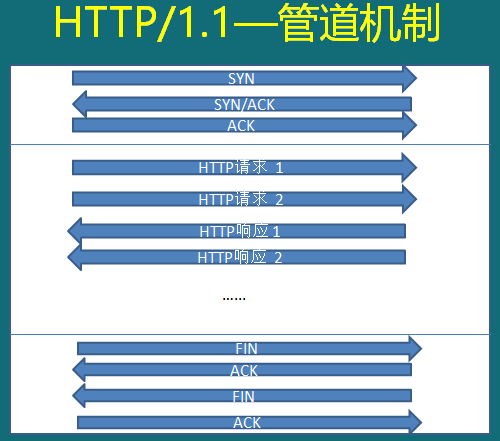 HTTP/1.1—管道机制
SYN
SYN/ACK
ACK
HTTP请求 1
HTTP请求 2
HTTP响应1
HTTP响应 2
......
FIN
ACK
FIN
ACK